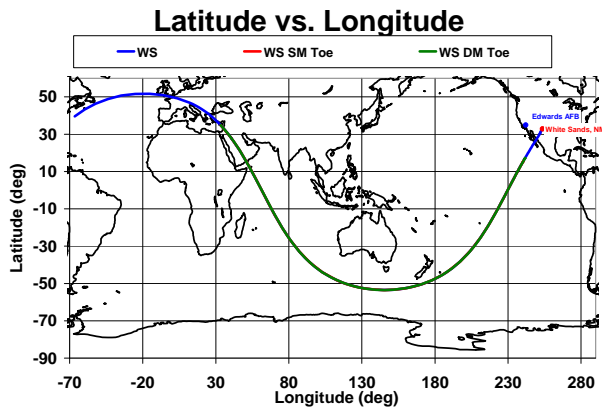 Latitude vs. Longitude
WS WS SM Toe WS DM Toe
50
30
10
-10
-30
-50
-70
-90
Latitude (deg)
Edwards AFB
White Sands, NM
-70 -20 30 80 130 180 230 280
Longitude (deg)